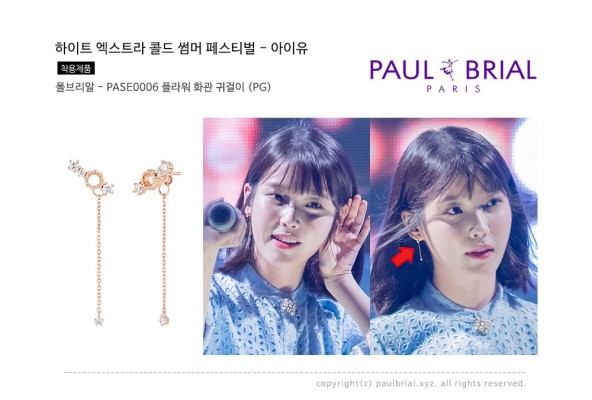 하이트 엑스트라 콜드 썸머 페스티벌 - 아이유
착용제품
폴브리알 - PASE0006 플라워 화관 귀걸이 (PG)
PAUL BRIAL
PARIS
copyright(c) paulbrial.xyz. all rights reserved.